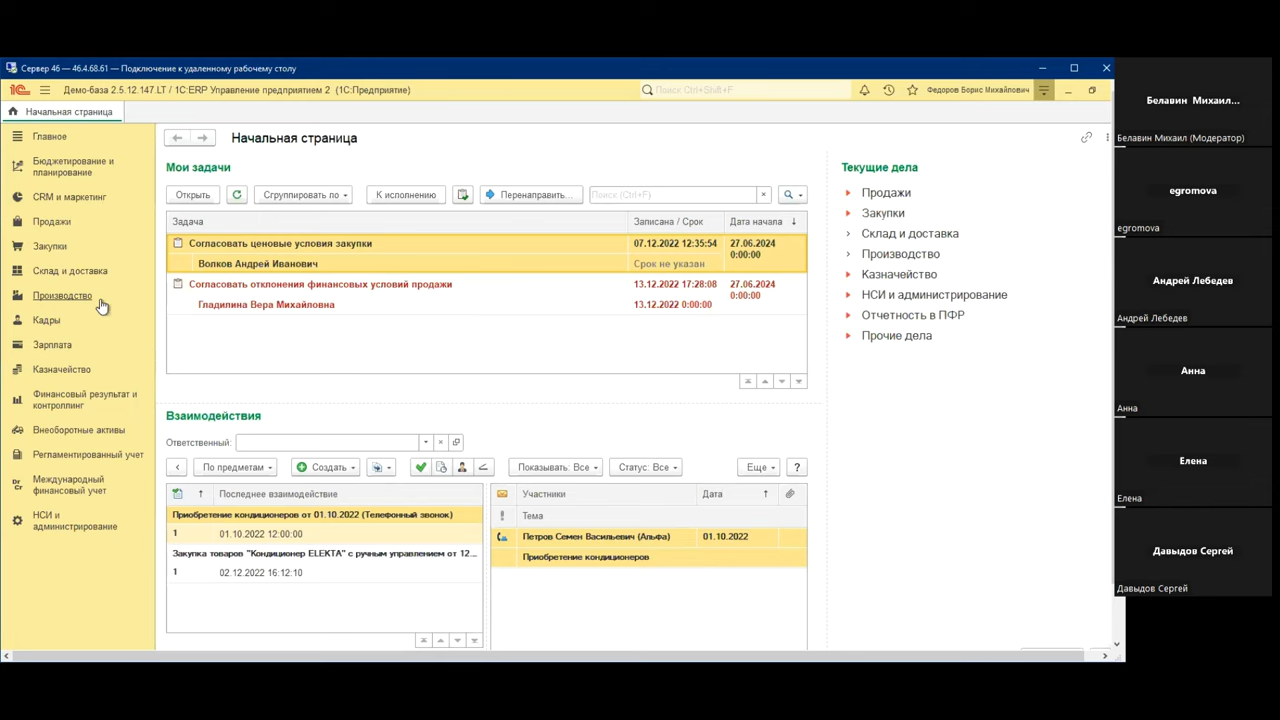 Сервер 46 — 46.4.68.61 — Подключение к удаленному рабочему столу
Демо-база 2.5.12.147.LT / 1С:ERP Управление предприятием 2 (1С:Предприятие)
Поиск Ctrl+Shift+F
Федоров Борис Михайлович
Начальная страница
Главное
Бюджетирование и
планирование
CRM и маркетинг
Продажи
Закупки
Склад и доставка
Производство
Кадры
Зарплата
Казначейство
Финансовый результат и
контроллинг
Внеоборотные активы
Регламентированный учет
Международный
финансовый учет
НСИ и
администрирование
Начальная страница
Мои задачи
Открыть
Сгруппировать по
К исполнению
Перенаправить...
Поиск (Ctrl+F)
Задача
Записана / Срок
Дата начала
Согласовать ценовые условия закупки
07.12.2022 12:35:54
27.06.2024
0:00:00
Волков Андрей Иванович
Срок не указан
Согласовать отклонения финансовых условий продажи
13.12.2022 17:28:08
27.06.2024
0:00:00
Гладилина Вера Михайловна
13.12.2022 0:00:00
Взаимодействия
Ответственный:
По предметам
Создать
Показывать: Все
Статус: Все
Еще
?
Последнее взаимодействие
Приобретение кондиционеров от 01.10.2022 (Телефонный звонок)
1
01.10.2022 12:00:00
Закупка товаров "Кондиционер ELEKTA" с ручным управлением от 12...
1
02.12.2022 16:12:10
Участники
Дата
Тема
Петров Семен Васильевич (Альфа)
01.10.2022
Приобретение кондиционеров
Текущие дела
Продажи
Закупки
Склад и доставка
Производство
Казначейство
НСИ и администрирование
Отчетность в ПФР
Прочие дела
Белавин Михаил...
Белавин Михаил (Модератор)
egromova
egromova
Андрей Лебедев
Андрей Лебедев
Анна
Анна
Елена
Елена
Давыдов Сергей
Давыдов Сергей